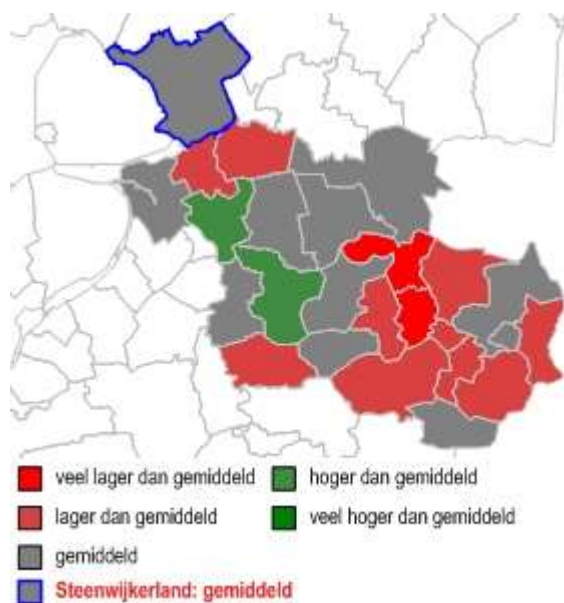 veel lager dan gemiddeld
hoger dan gemiddeld
lager dan gemiddeld
veel hoger dan gemiddeld
gemiddeld
Steenwijkerland: gemiddeld